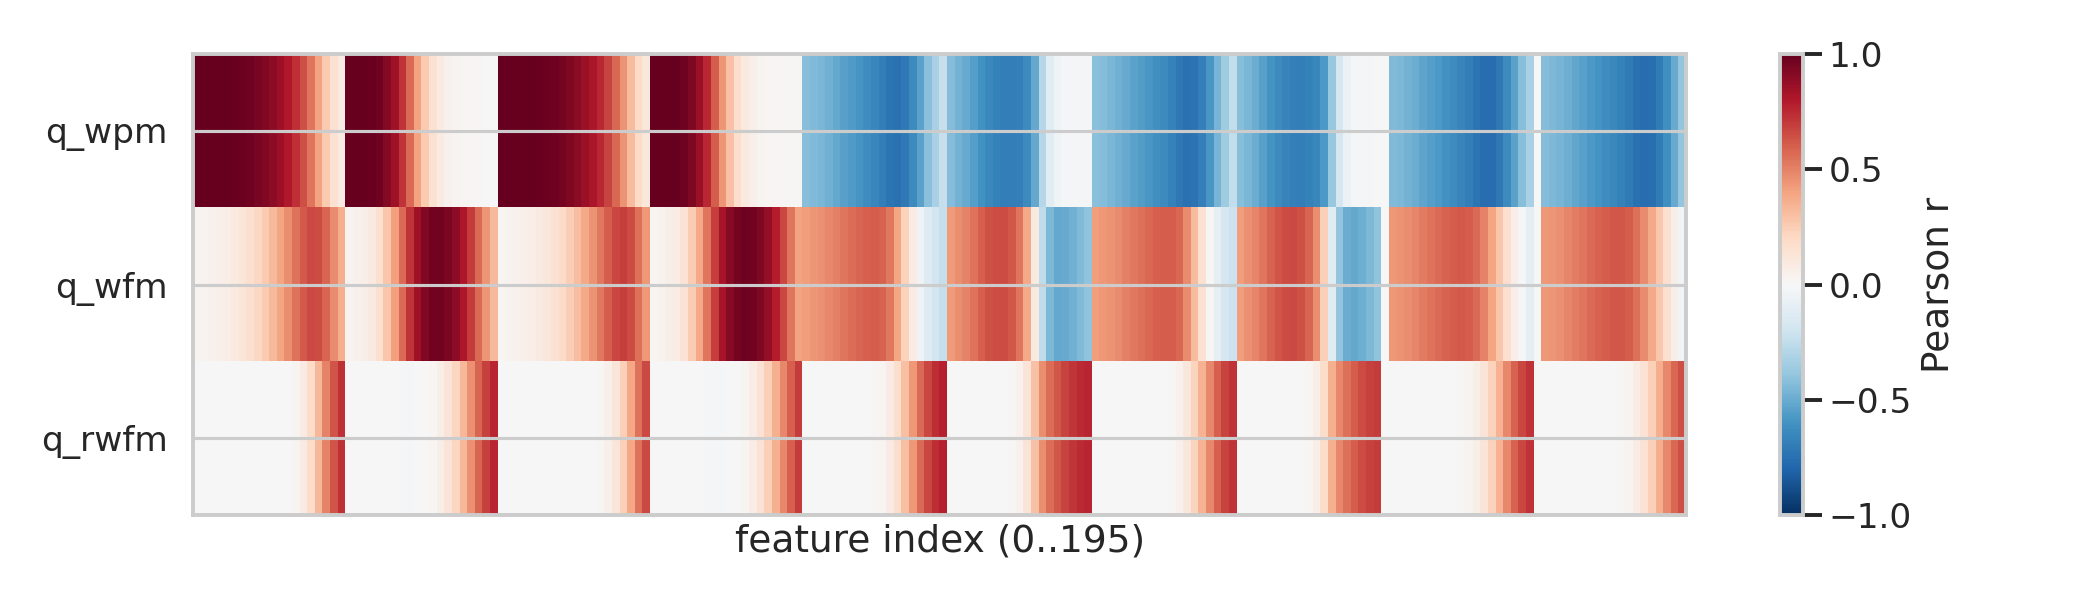 q_wpm
q_wfm
q_rwfm
feature index (0..195)
1.0
0.5
0.0
−0.5
−1.0
Pearson r